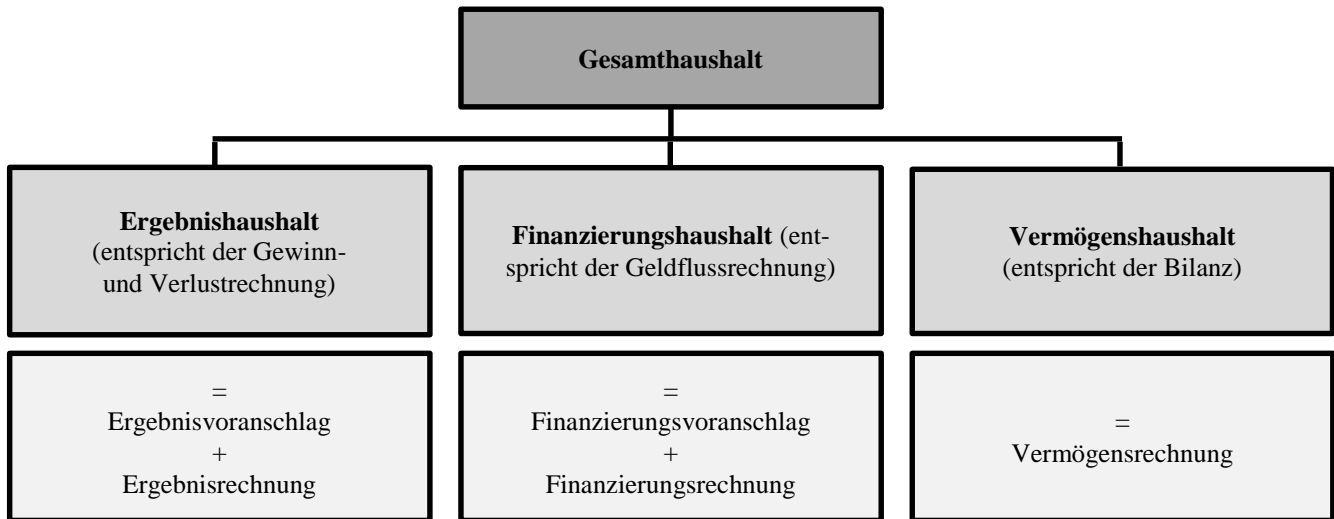 Gesamthaushalt
Ergebnishaushalt
(entspricht der Gewinn-
und Verlustrechnung)
Finanzierungshaushalt (ent-
spricht der Geldflussrechnung)
Vermögenshaushalt
(entspricht der Bilanz)
=
Ergebnisvoranschlag
+
Ergebnisrechnung
=
Finanzierungsvoranschlag
+
Finanzierungsrechnung
=
Vermögensrechnung